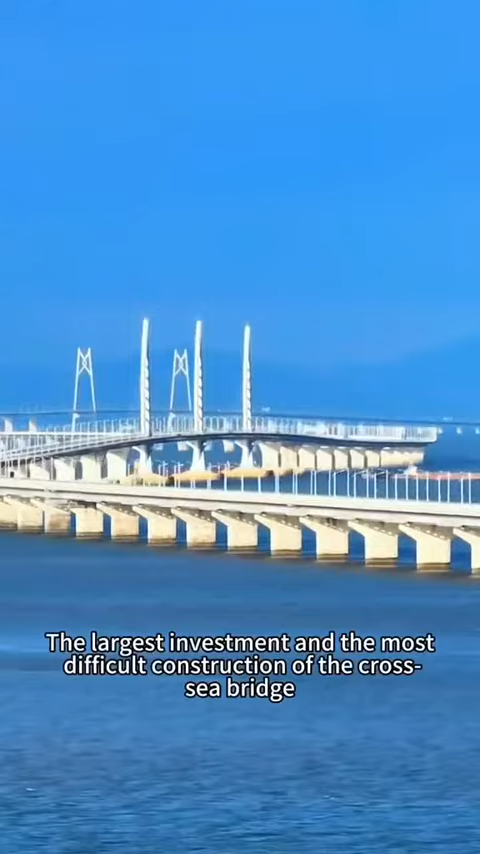 The largest investment and the most
difficult construction of the cross-
sea bridge